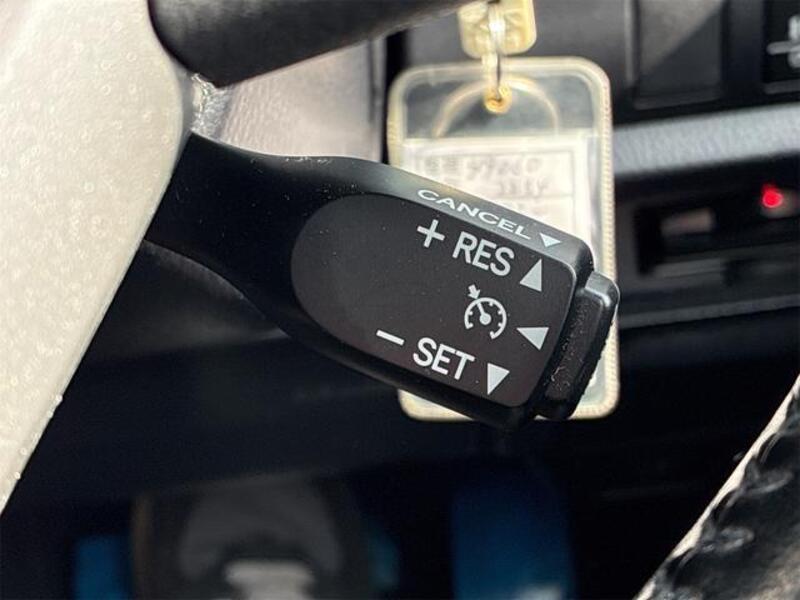 CANCEL ▼
+ RES ▲
◀
− SET ▼